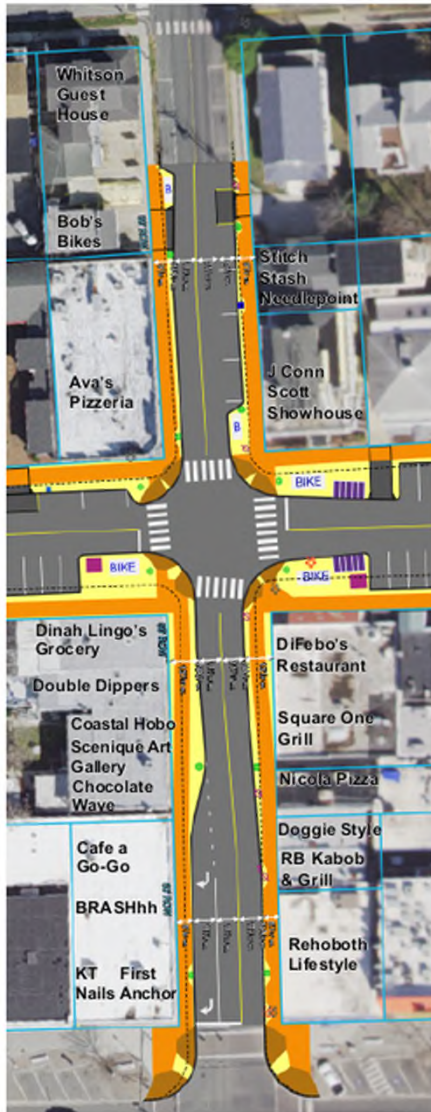 Whitson
Guest
House
B
Bob's
Bikes
Stitch
Stash
Needlepoint
Ava's
Pizzeria
J Conn
Scott
Showhouse
B
BIKE
BIKE
BIKE
Dinah Lingo's
Grocery
DiFebo's
Restaurant
Double Dippers
Coastal Hobo
Scenique Art
Gallery
Chocolate
Wave
Square One
Grill
Nicola Pizza
Doggie Style
RB Kabob
& Grill
Cafe a
Go-Go
BRASHhh
Rehoboth
Lifestyle
KT First
Nails Anchor